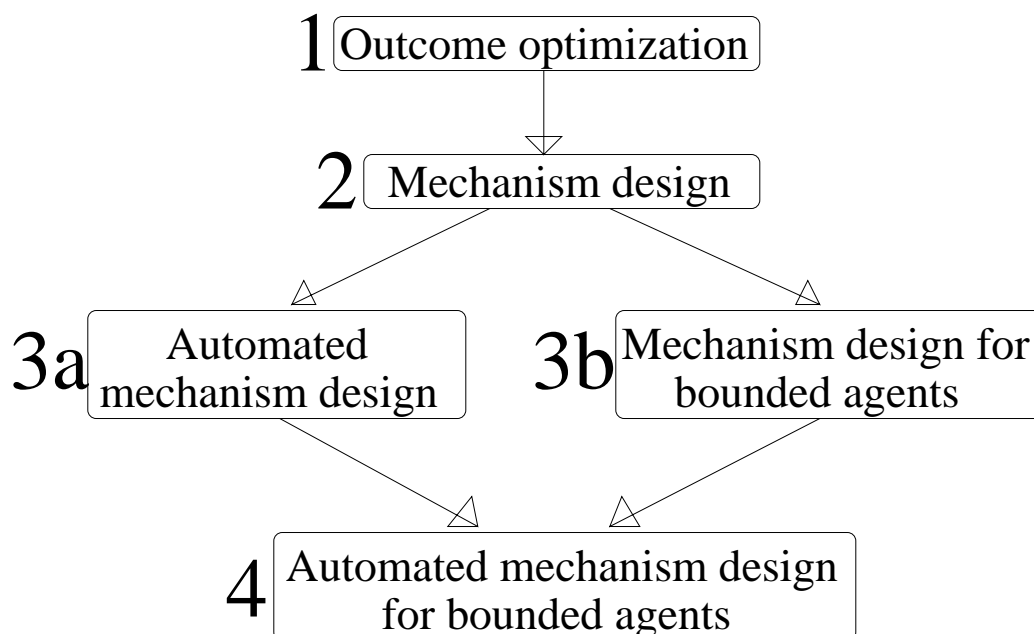 1 Outcome optimization
2 Mechanism design
3a Automated
mechanism design
3b Mechanism design for
bounded agents
4 Automated mechanism design
for bounded agents